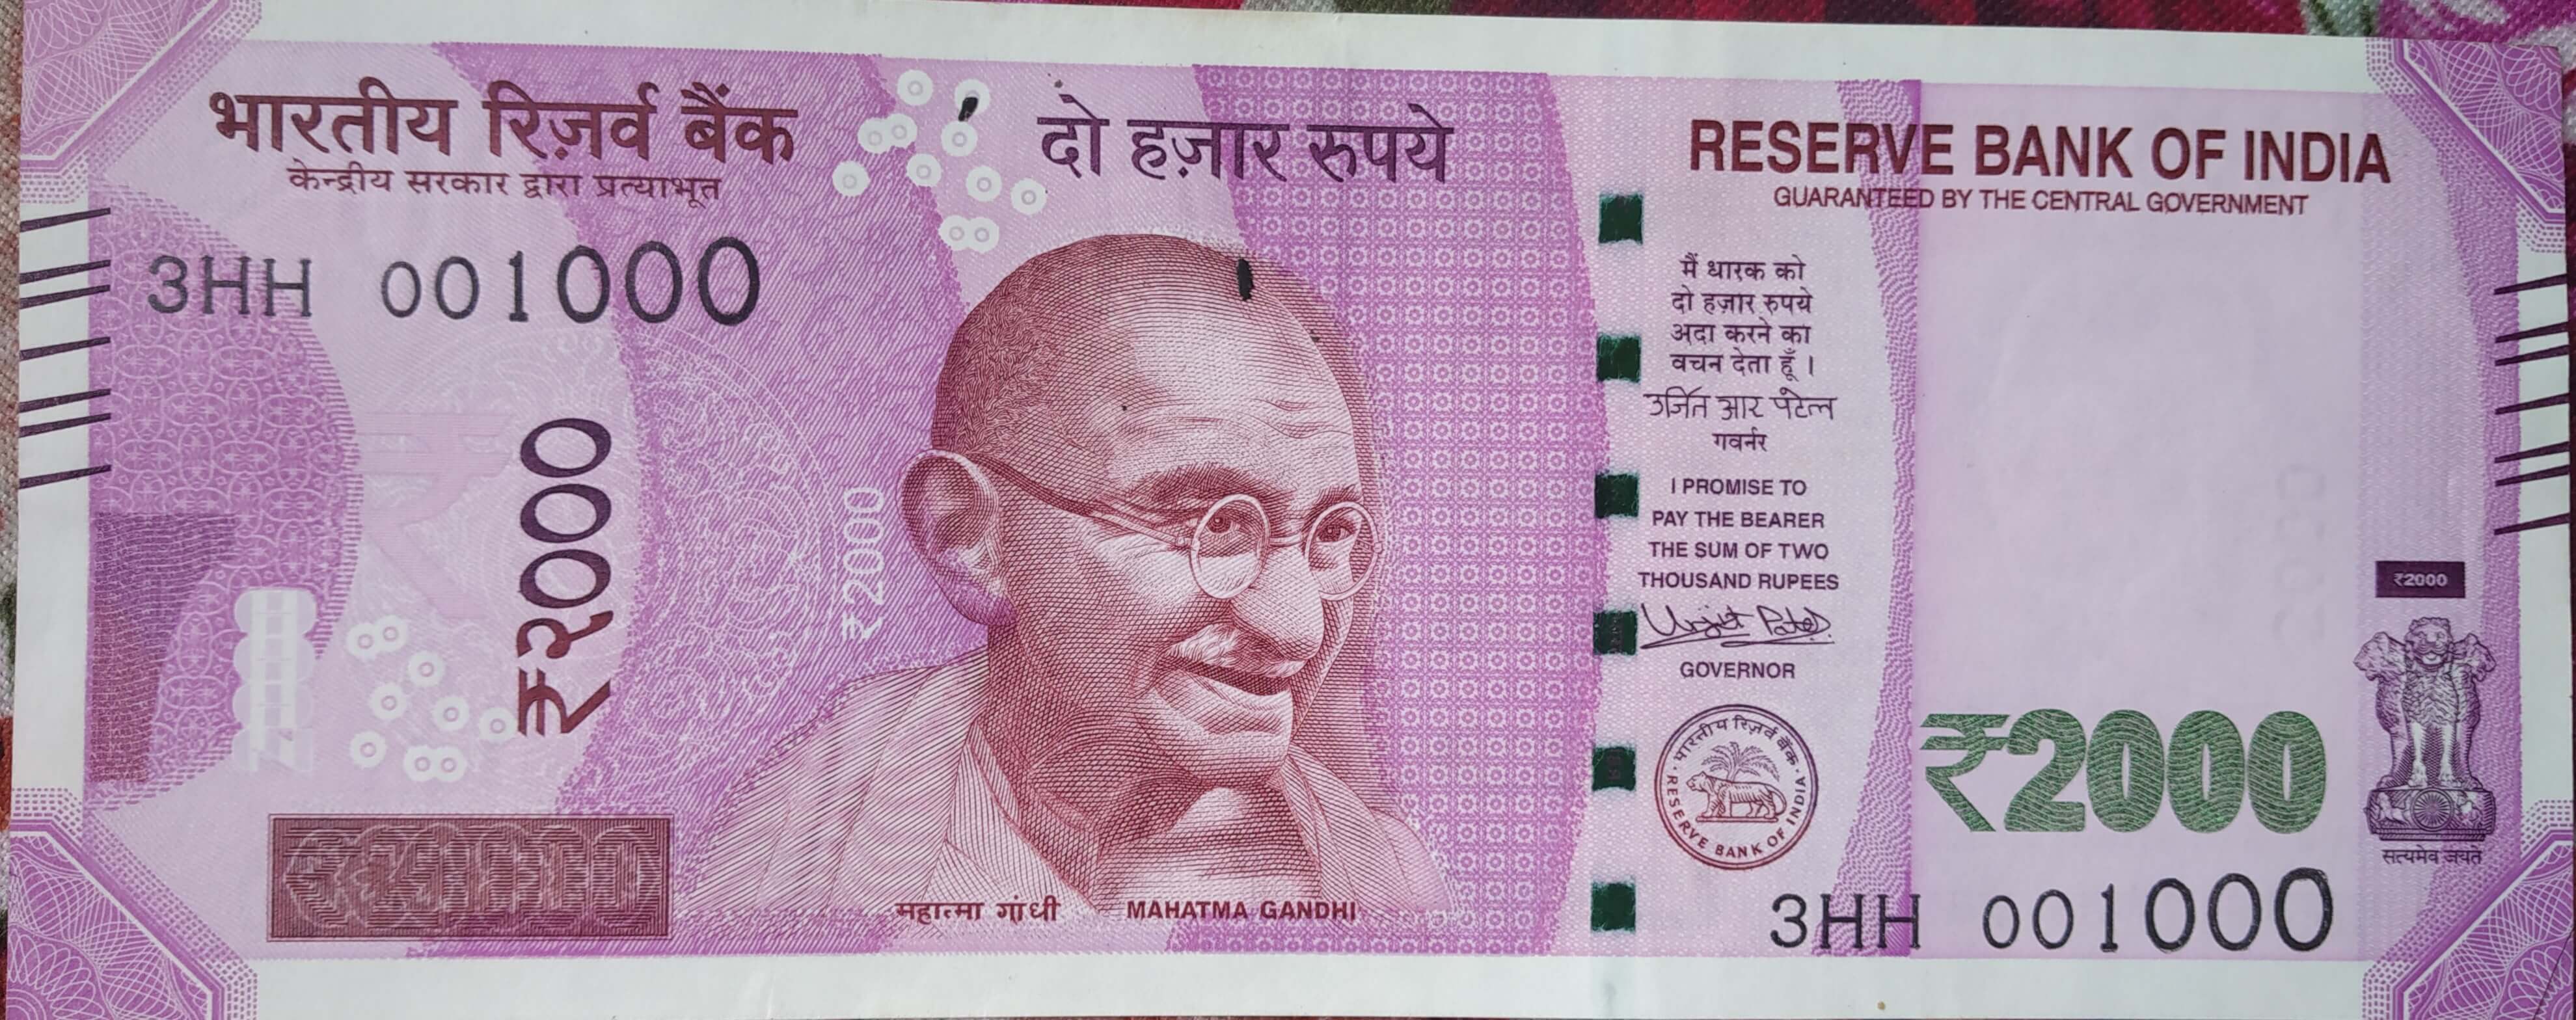 भारतीय रिज़र्व बैंक
केन्द्रीय सरकार द्वारा प्रत्याभूत
3HH 001000
₹२०००
₹2000
दो हज़ार रुपये
महात्मा गांधी MAHATMA GANDHI
RESERVE BANK OF INDIA
GUARANTEED BY THE CENTRAL GOVERNMENT
मैं धारक को
दो हज़ार रुपये
अदा करने का
वचन देता हूँ ।
उर्जित आर पटेल
गवर्नर
I PROMISE TO
PAY THE BEARER
THE SUM OF TWO
THOUSAND RUPEES
Urjit Patel
GOVERNOR
भारतीय रिज़र्व बैंक
RESERVE BANK OF INDIA
₹2000
₹2000
सत्यमेव जयते
3HH 001000